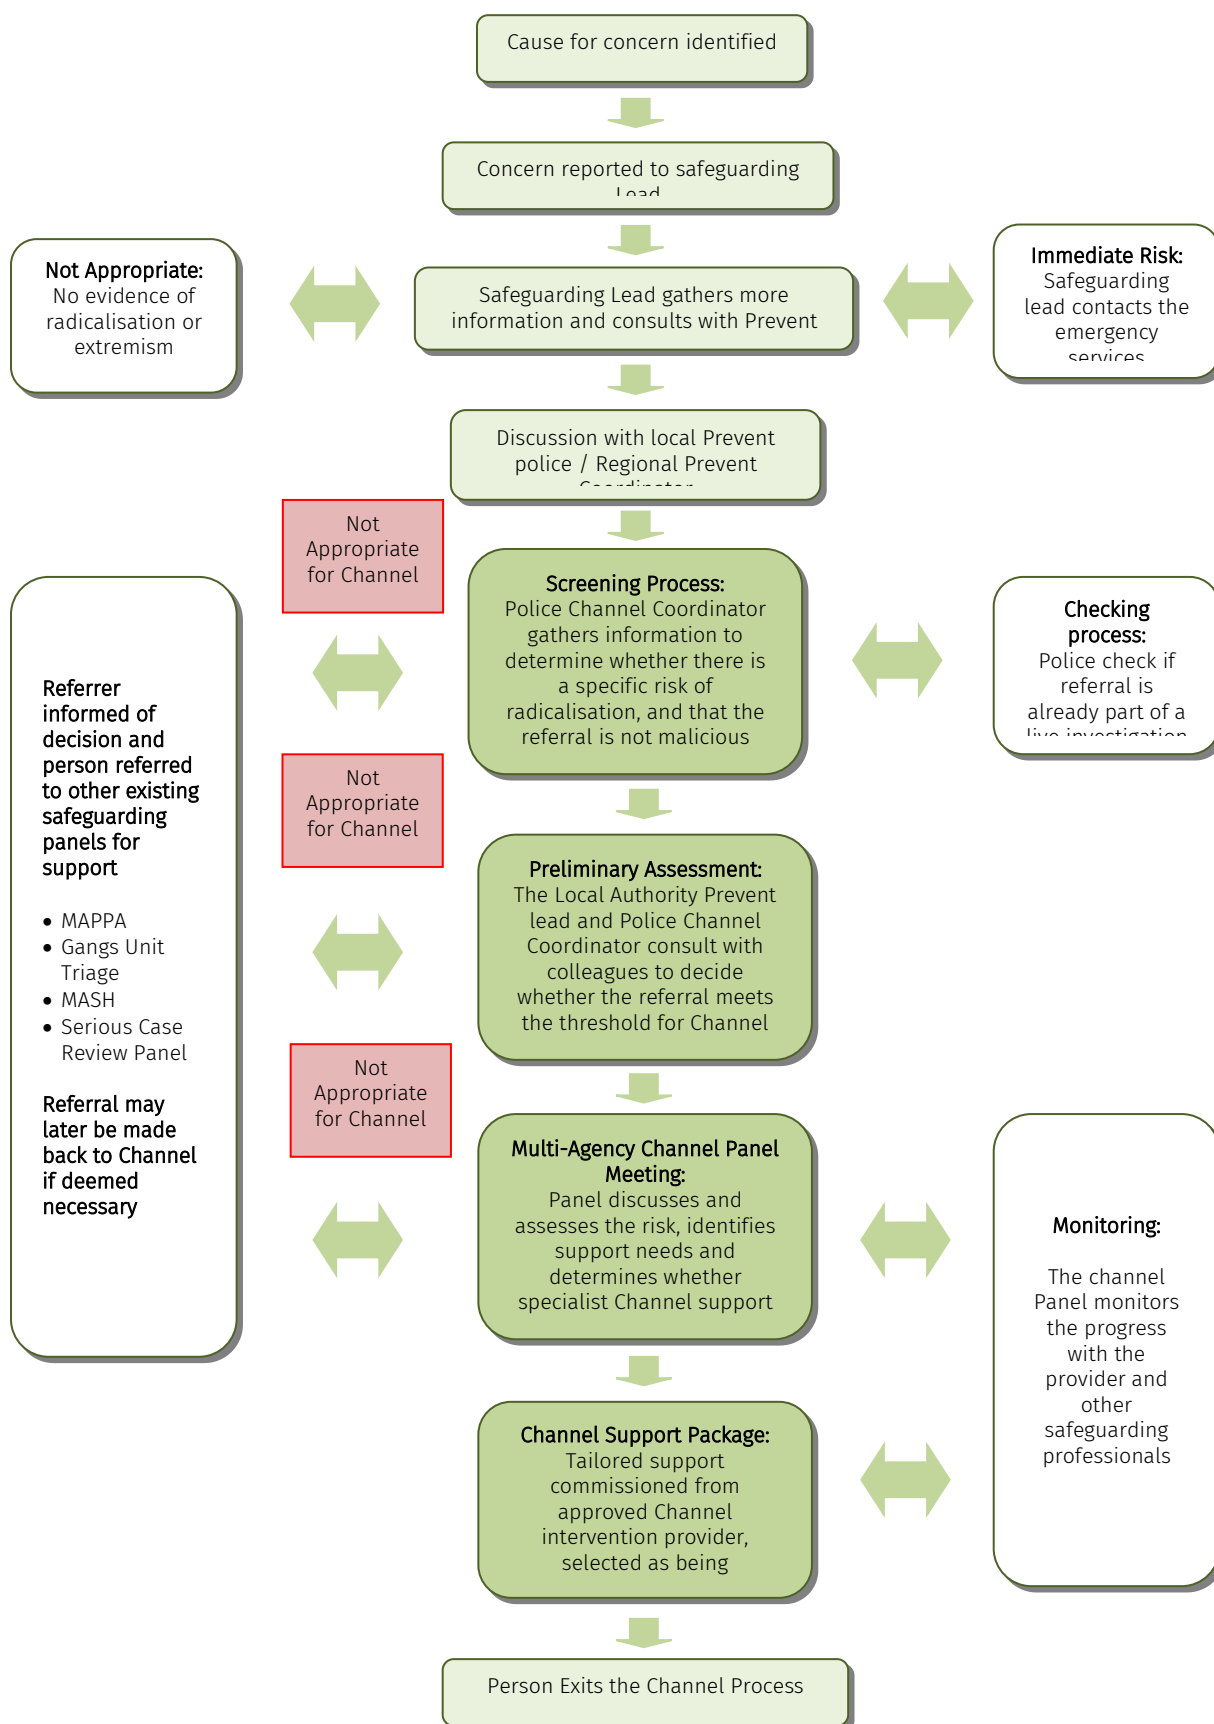 Cause for concern identified
Concern reported to safeguarding
Lead
Not Appropriate:
No evidence of
radicalisation or
extremism
Safeguarding Lead gathers more
information and consults with Prevent
Immediate Risk:
Safeguarding
lead contacts the
emergency
services
Discussion with local Prevent
police / Regional Prevent
Coordinator
Not
Appropriate
for Channel
Screening Process:
Police Channel Coordinator
gathers information to
determine whether there is
a specific risk of
radicalisation, and that the
referral is not malicious
Checking
process:
Police check if
referral is
already part of a
live investigation
Referrer
informed of
decision and
person referred
to other existing
safeguarding
panels for
support
• MAPPA
• Gangs Unit
Triage
• MASH
• Serious Case
Review Panel
Referral may
later be made
back to Channel
if deemed
necessary
Not
Appropriate
for Channel
Preliminary Assessment:
The Local Authority Prevent
lead and Police Channel
Coordinator consult with
colleagues to decide
whether the referral meets
the threshold for Channel
Not
Appropriate
for Channel
Multi-Agency Channel Panel
Meeting:
Panel discusses and
assesses the risk, identifies
support needs and
determines whether
specialist Channel support
Monitoring:
The channel
Panel monitors
the progress
with the
provider and
other
safeguarding
professionals
Channel Support Package:
Tailored support
commissioned from
approved Channel
intervention provider,
selected as being
Person Exits the Channel Process